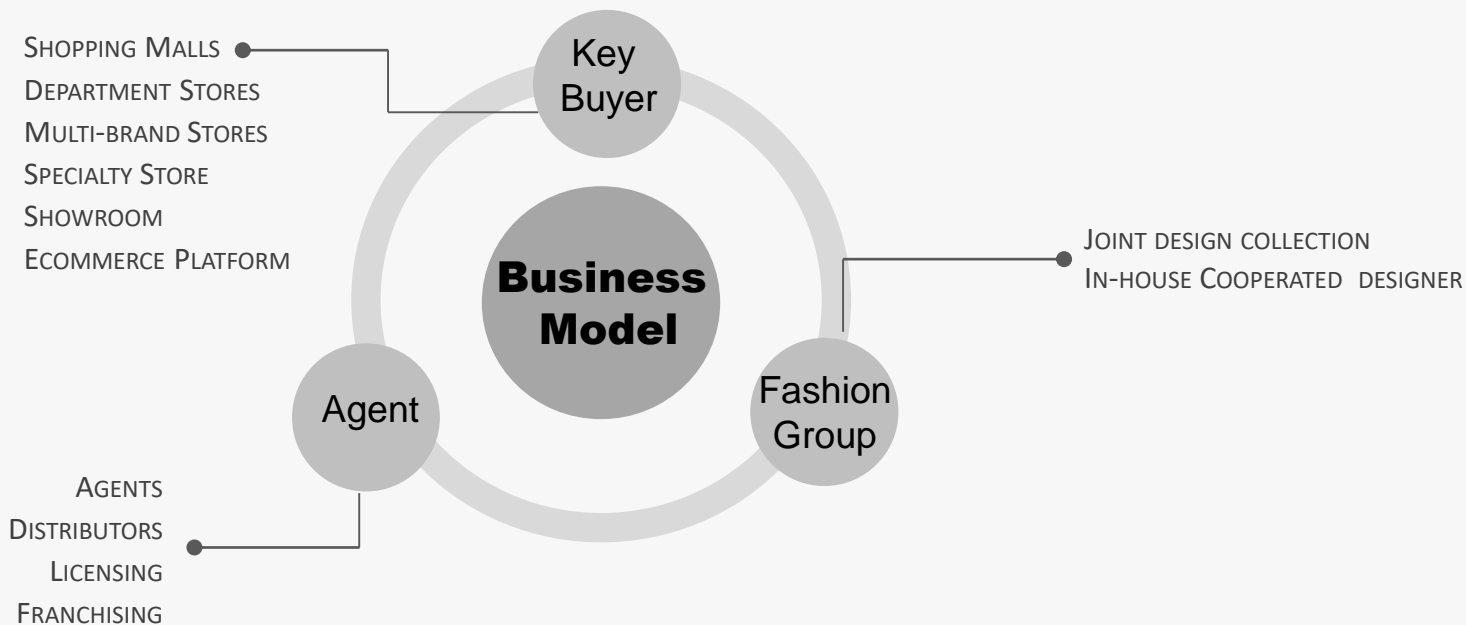 SHOPPING MALLS
DEPARTMENT STORES
MULTI-BRAND STORES
SPECIALTY STORE
SHOWROOM
ECOMMERCE PLATFORM
Key
Buyer
Business
Model
JOINT DESIGN COLLECTION
IN-HOUSE COOPERATED DESIGNER
Agent
Fashion
Group
AGENTS
DISTRIBUTORS
LICENSING
FRANCHISING